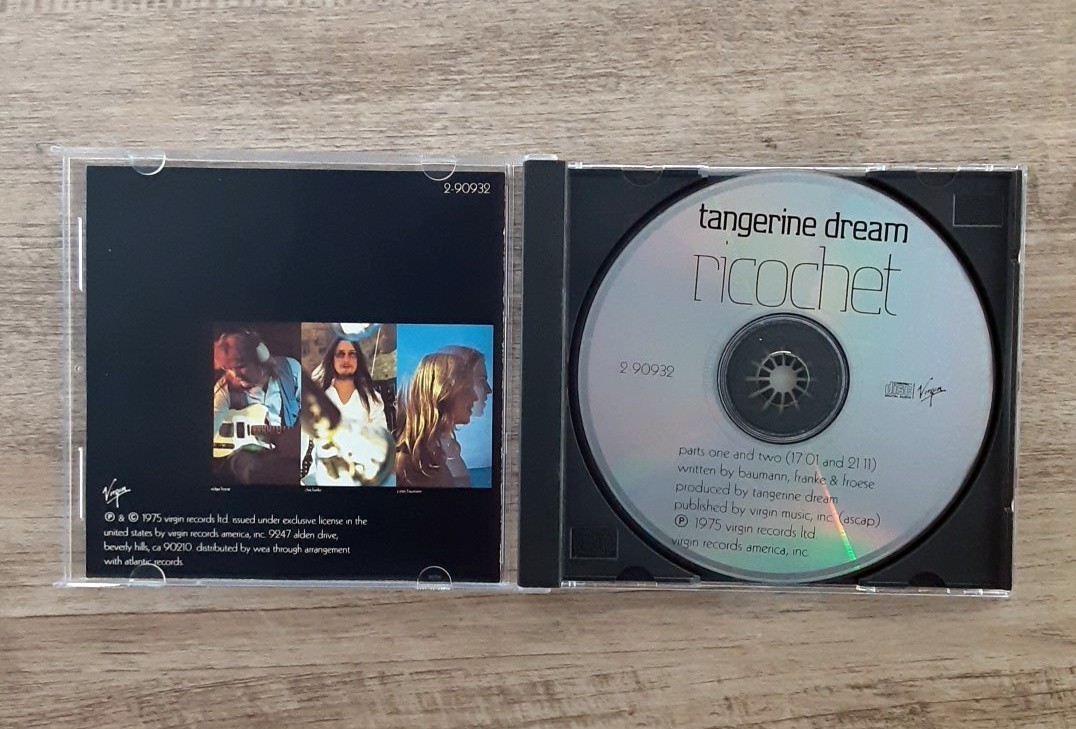 2-90932
Virgin
℗ & © 1975 virgin records ltd. issued under exclusive license in the
united states by virgin records america, inc. 9247 alden drive,
beverly hills, ca 90210. distributed by wea through arrangement
with atlantic records.
tangerine dream
ricochet
2 90932
disc
Virgin
parts one and two (17 01 and 21 11)
written by baumann, franke & froese
produced by tangerine dream
published by virgin music, inc (ascap)
℗ 1975 virgin records ltd
virgin records america, inc